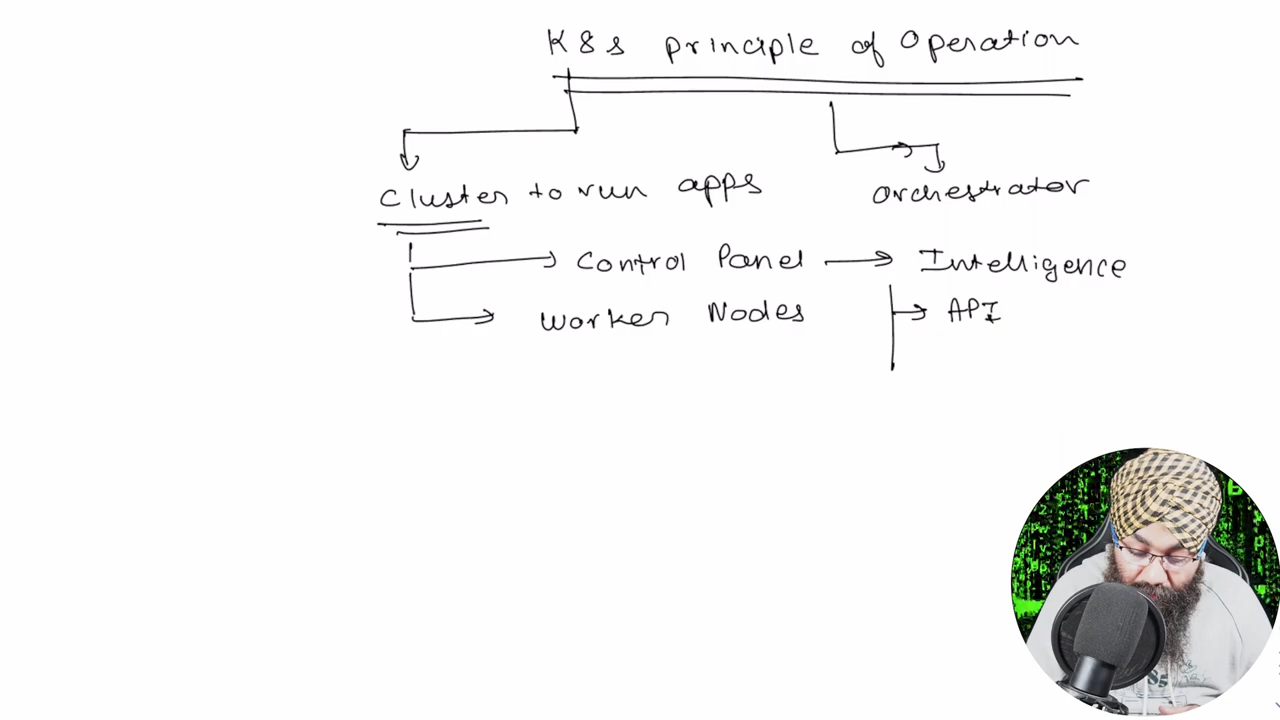 K8s principle of Operation
Cluster to run apps
Orchestrator
Control Panel → Intelligence
Worker Nodes
API